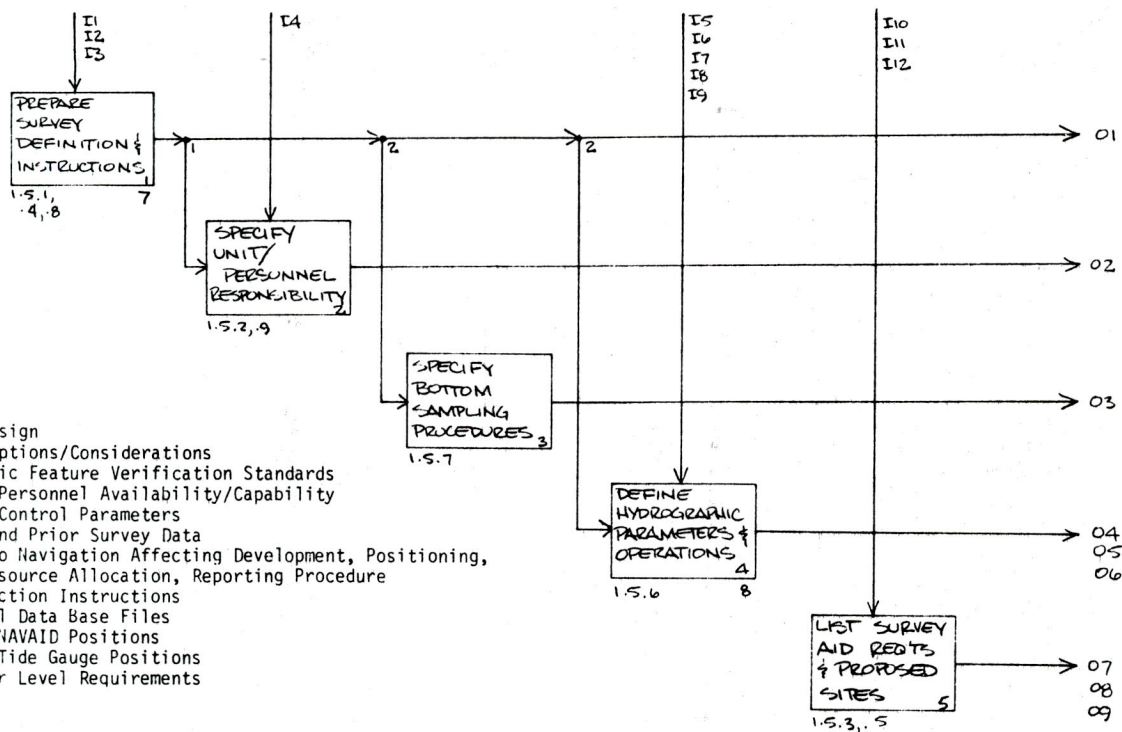 I1
I2
I3
I4
I5
I6
I7
I8
I9
I10
I11
I12
PREPARE
SURVEY
DEFINITION &
INSTRUCTIONS
1
7
1.5.1,
.4,.8
1
2
2
O1
SPECIFY
UNIT/
PERSONNEL
RESPONSIBILITY
2
1.5.2,.9
O2
SPECIFY
BOTTOM
SAMPLING
PROCEDURES
3
1.5.7
O3
DEFINE
HYDROGRAPHIC
PARAMETERS &
OPERATIONS
4
8
1.5.6
O4
O5
O6
LIST SURVEY
AID REQ'TS
& PROPOSED
SITES
5
1.5.3,.5
O7
O8
O9
sign
ptions/Considerations
ic Feature Verification Standards
Personnel Availability/Capability
Control Parameters
nd Prior Survey Data
o Navigation Affecting Development, Positioning,
source Allocation, Reporting Procedure
ction Instructions
l Data Base Files
NAVAID Positions
Tide Gauge Positions
r Level Requirements